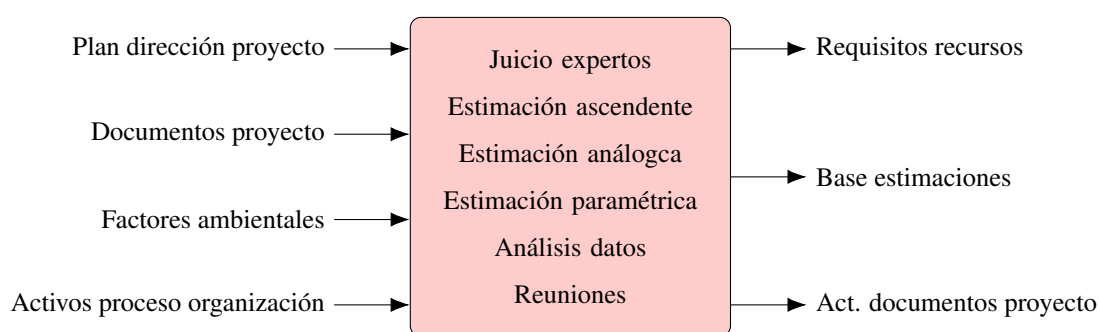 Plan dirección proyecto
Documentos proyecto
Factores ambientales
Activos proceso organización
Juicio expertos
Estimación ascendente
Estimación análogca
Estimación paramétrica
Análisis datos
Reuniones
Requisitos recursos
Base estimaciones
Act. documentos proyecto